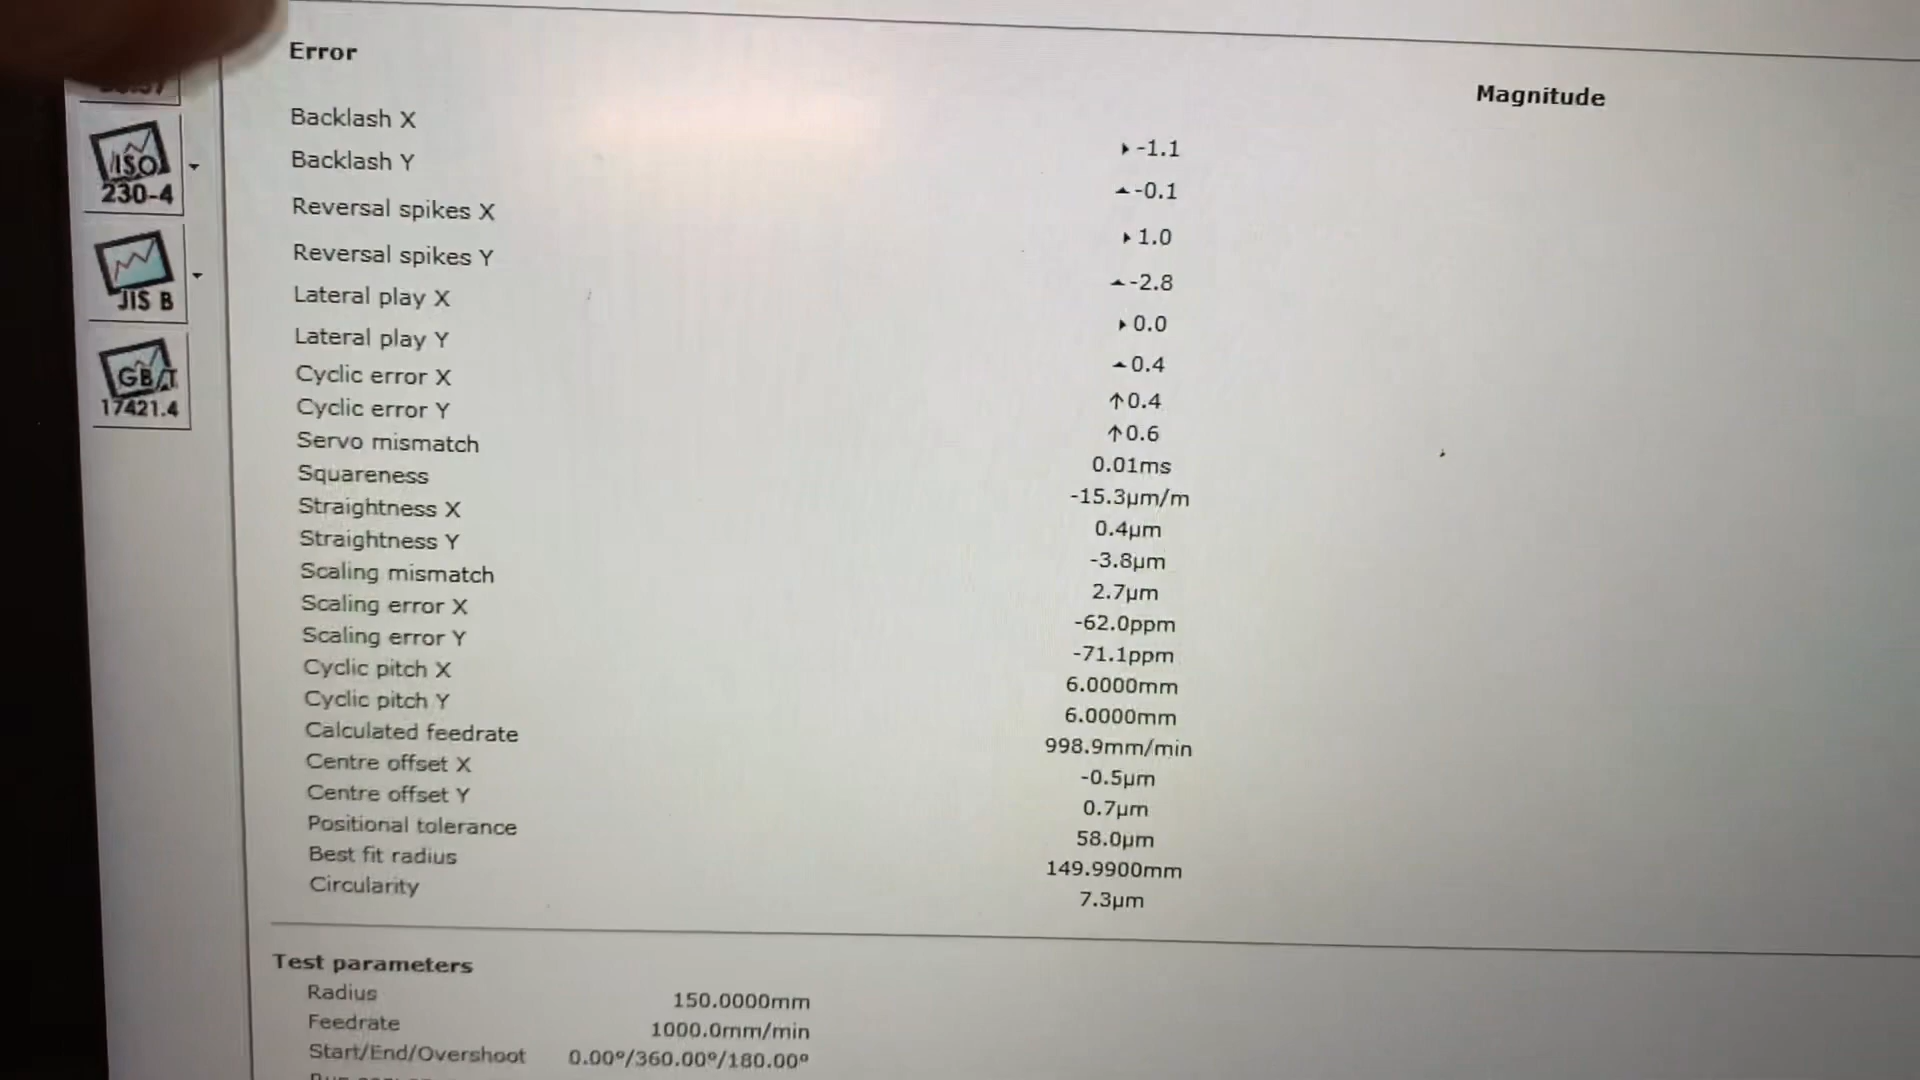 Error
Magnitude
Backlash X ▸-1.1
Backlash Y ▴-0.1
Reversal spikes X ▸1.0
Reversal spikes Y ▴-2.8
Lateral play X ▸0.0
Lateral play Y ▴0.4
Cyclic error X ↑0.4
Cyclic error Y ↑0.6
Servo mismatch 0.01ms
Squareness -15.3µm/m
Straightness X 0.4µm
Straightness Y -3.8µm
Scaling mismatch 2.7µm
Scaling error X -62.0ppm
Scaling error Y -71.1ppm
Cyclic pitch X 6.0000mm
Cyclic pitch Y 6.0000mm
Calculated feedrate 998.9mm/min
Centre offset X -0.5µm
Centre offset Y 0.7µm
Positional tolerance 58.0µm
Best fit radius 149.9900mm
Circularity 7.3µm
Test parameters
Radius 150.0000mm
Feedrate 1000.0mm/min
Start/End/Overshoot 0.00°/360.00°/180.00°
ISO
230-4
JIS B
GB/T
17421.4